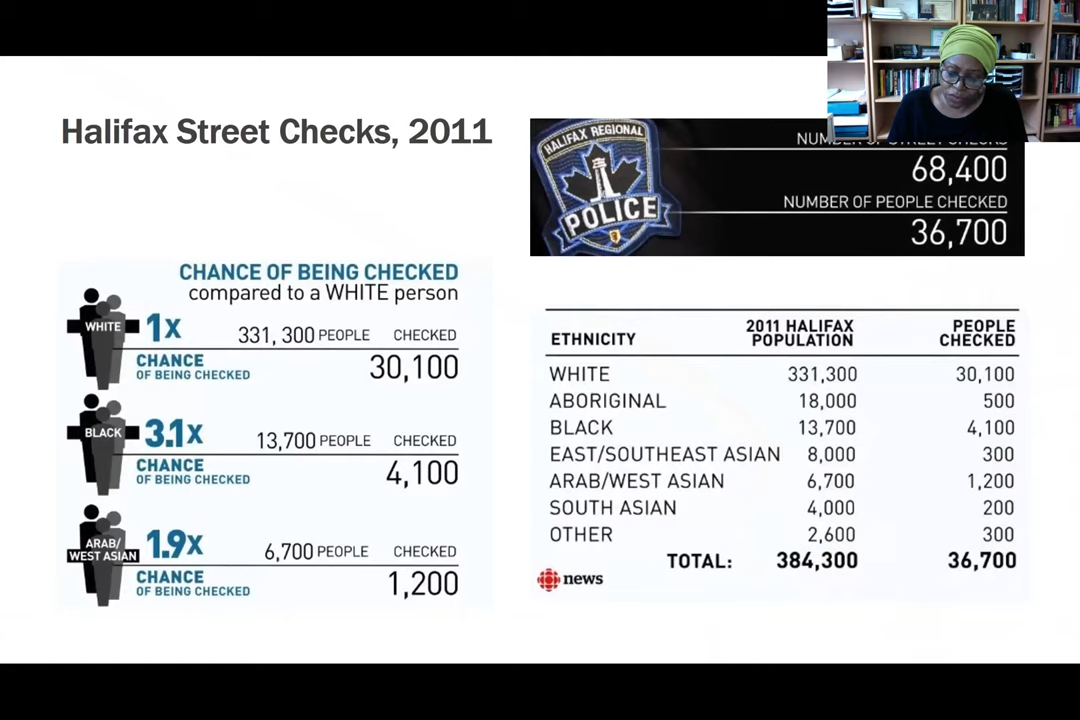 Halifax Street Checks, 2011
HALIFAX REGIONAL
POLICE
NUMBER OF STREET CHECKS
68,400
NUMBER OF PEOPLE CHECKED
36,700
CHANCE OF BEING CHECKED
compared to a WHITE person
WHITE 1x 331, 300 PEOPLE CHECKED
CHANCE
OF BEING CHECKED 30,100
BLACK 3.1x 13,700 PEOPLE CHECKED
CHANCE
OF BEING CHECKED 4,100
ARAB/
WEST ASIAN 1.9x 6,700 PEOPLE CHECKED
CHANCE
OF BEING CHECKED 1,200
ETHNICITY 2011 HALIFAX POPULATION PEOPLE CHECKED
WHITE 331,300 30,100
ABORIGINAL 18,000 500
BLACK 13,700 4,100
EAST/SOUTHEAST ASIAN 8,000 300
ARAB/WEST ASIAN 6,700 1,200
SOUTH ASIAN 4,000 200
OTHER 2,600 300
TOTAL: 384,300 36,700
news